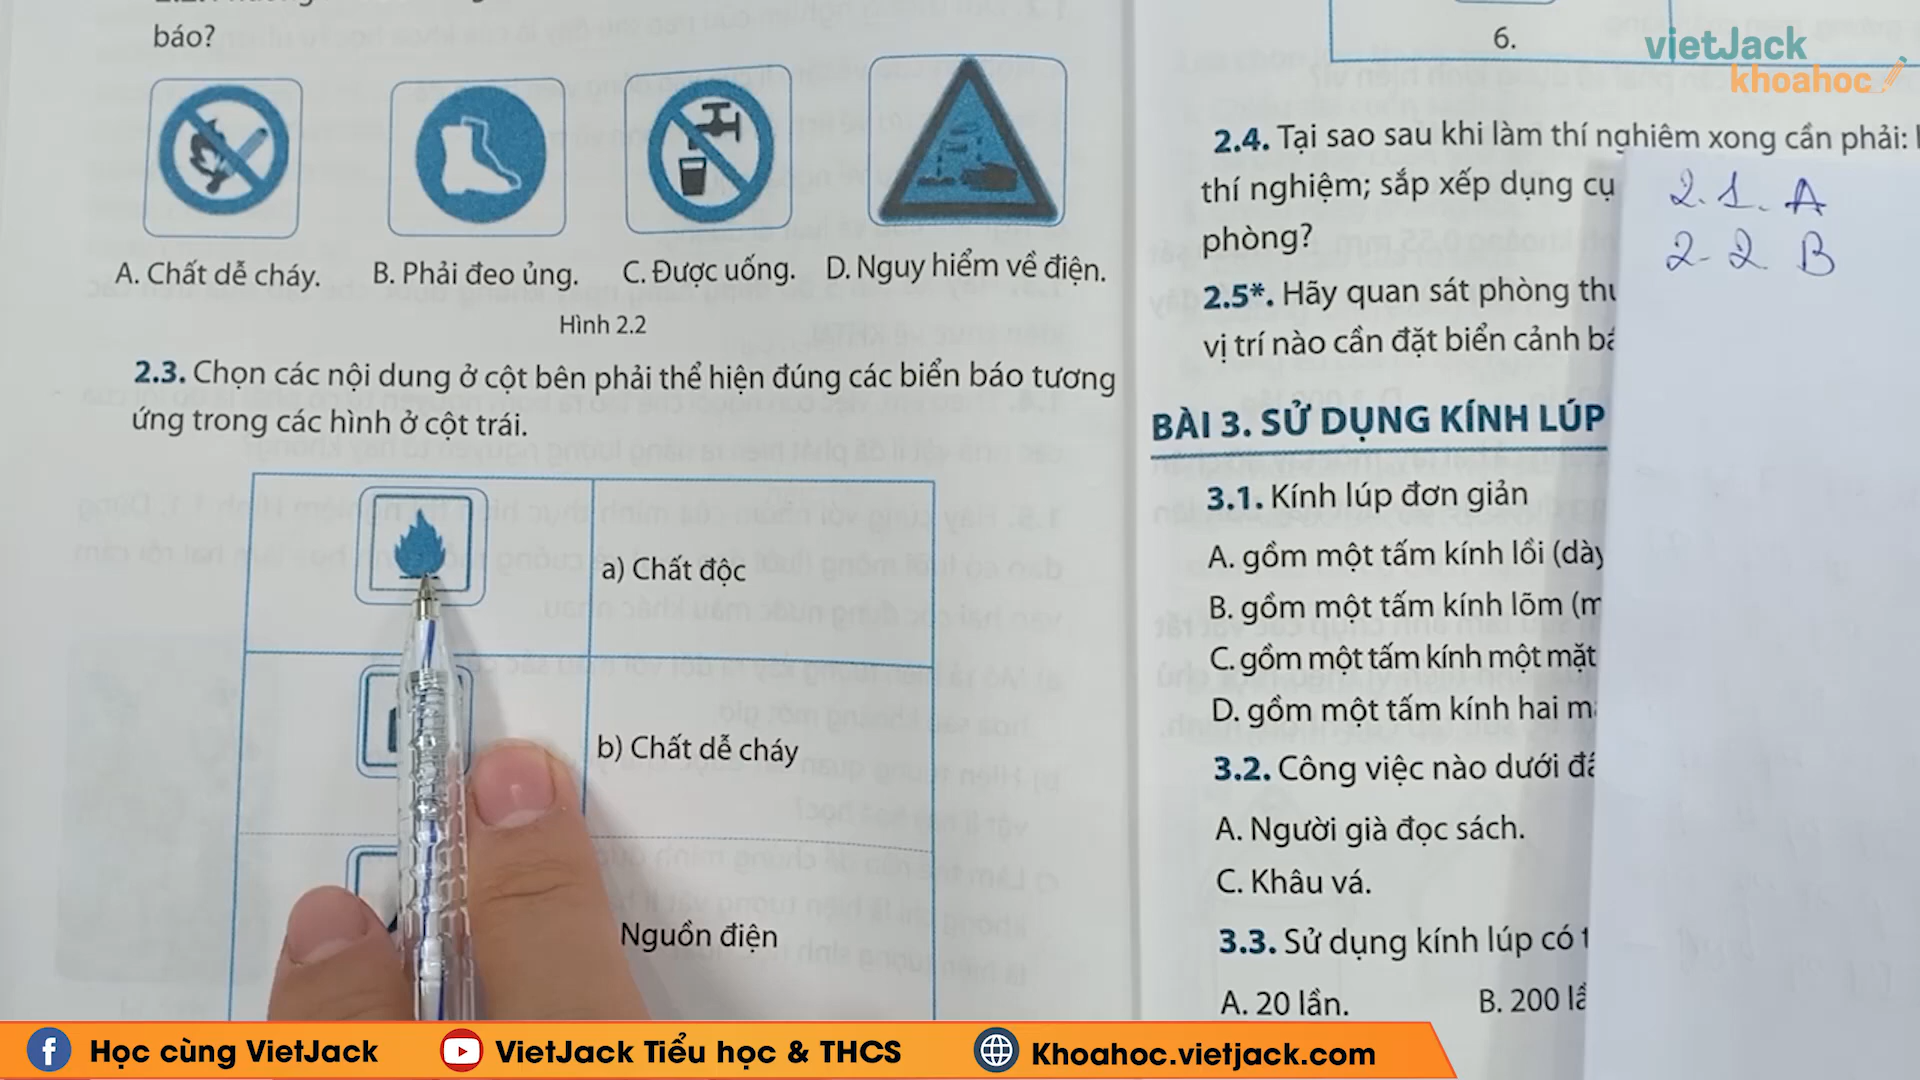 báo?
A. Chất dễ cháy.
B. Phải đeo ủng.
C. Được uống.
D. Nguy hiểm về điện.
Hình 2.2
2.3. Chọn các nội dung ở cột bên phải thể hiện đúng các biển báo tương
ứng trong các hình ở cột trái.
a) Chất độc
b) Chất dễ cháy
Nguồn điện
6.
vietJack
khoahoc
2.4. Tại sao sau khi làm thí nghiệm xong cần phải:
thí nghiệm; sắp xếp dụng cụ
phòng?
2.1. A
2-2 B
2.5*. Hãy quan sát phòng
vị trí nào cần đặt biển cảnh
BÀI 3. SỬ DỤNG KÍNH LÚP
3.1. Kính lúp đơn giản
A. gồm một tấm kính lồi (dày
B. gồm một tấm kính lõm
C. gồm một tấm kính một mặt
D. gồm một tấm kính hai
3.2. Công việc nào dưới
A. Người già đọc sách.
C. Khâu vá.
3.3. Sử dụng kính lúp có
A. 20 lần.
B. 200
Học cùng VietJack
VietJack Tiểu học & THCS
Khoahoc.vietjack.com